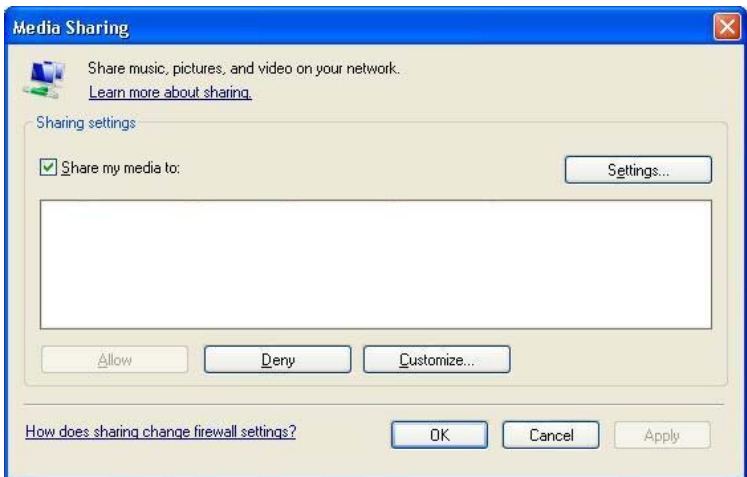 Media Sharing
Share music, pictures, and video on your network.
Learn more about sharing.
Sharing settings
Share my media to:
Settings...
Allow
Deny
Customize...
How does sharing change firewall settings?
OK
Cancel
Apply